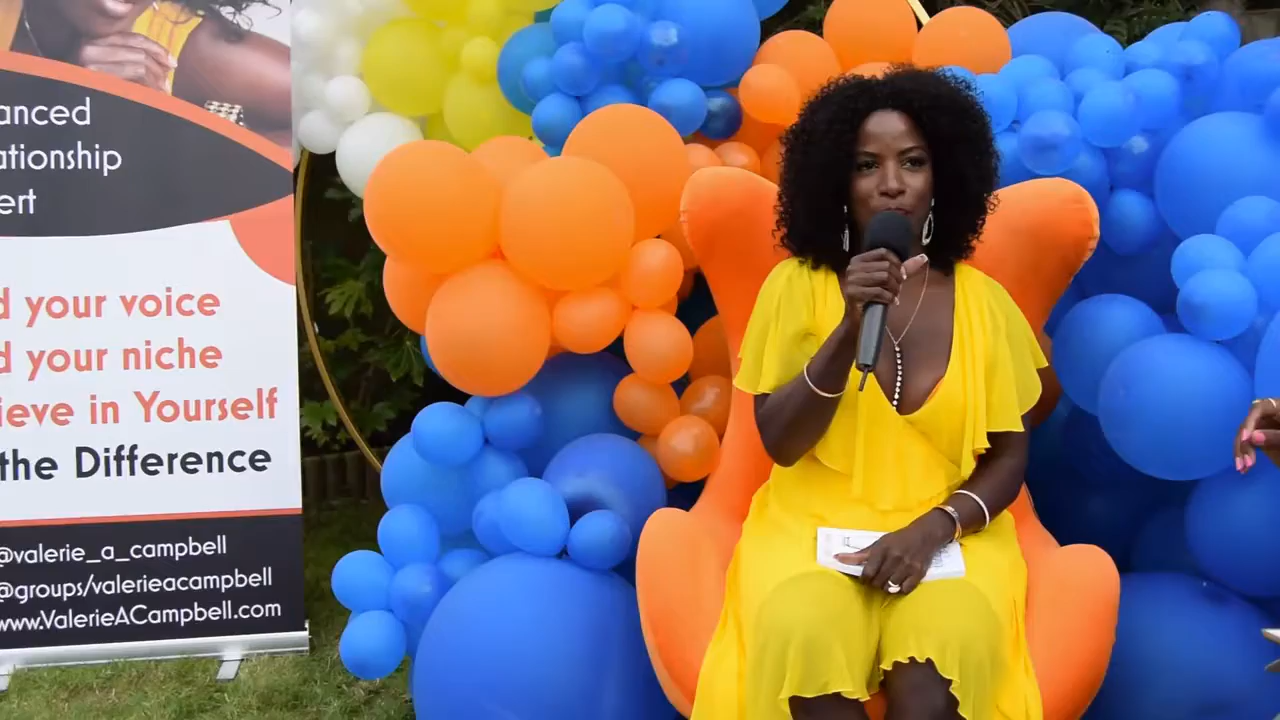 anced
ationship
ert
d your voice
d your niche
ieve in Yourself
the Difference
@valerie_a_campbell
@groups/valerieacampbell
www.ValerieACampbell.com